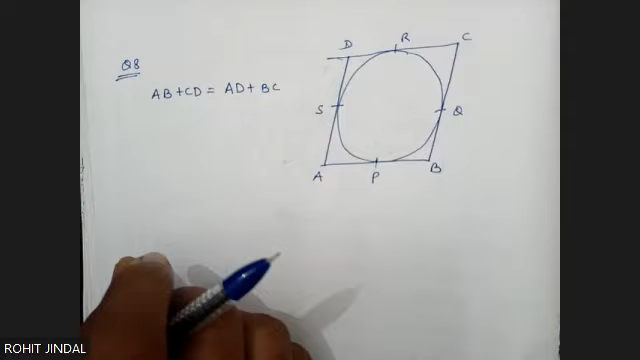 Q8
AB + CD = AD + BC
D
R
C
S
Q
A
P
B
ROHIT JINDAL